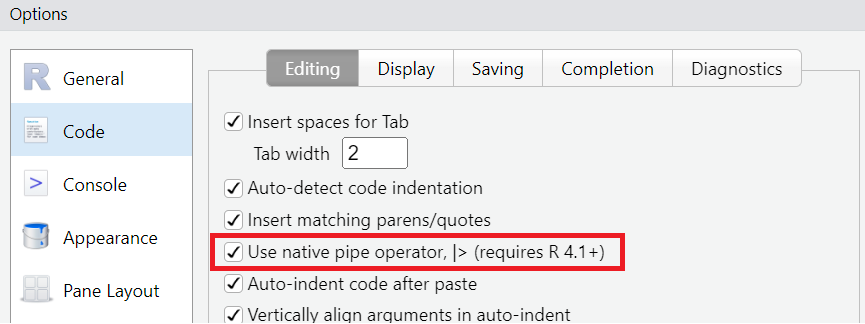 Options
General
Code
Console
Appearance
Pane Layout
Editing Display Saving Completion Diagnostics
Insert spaces for Tab
Tab width 2
Auto-detect code indentation
Insert matching parens/quotes
Use native pipe operator, |> (requires R 4.1+)
Auto-indent code after paste
Vertically align arguments in auto-indent